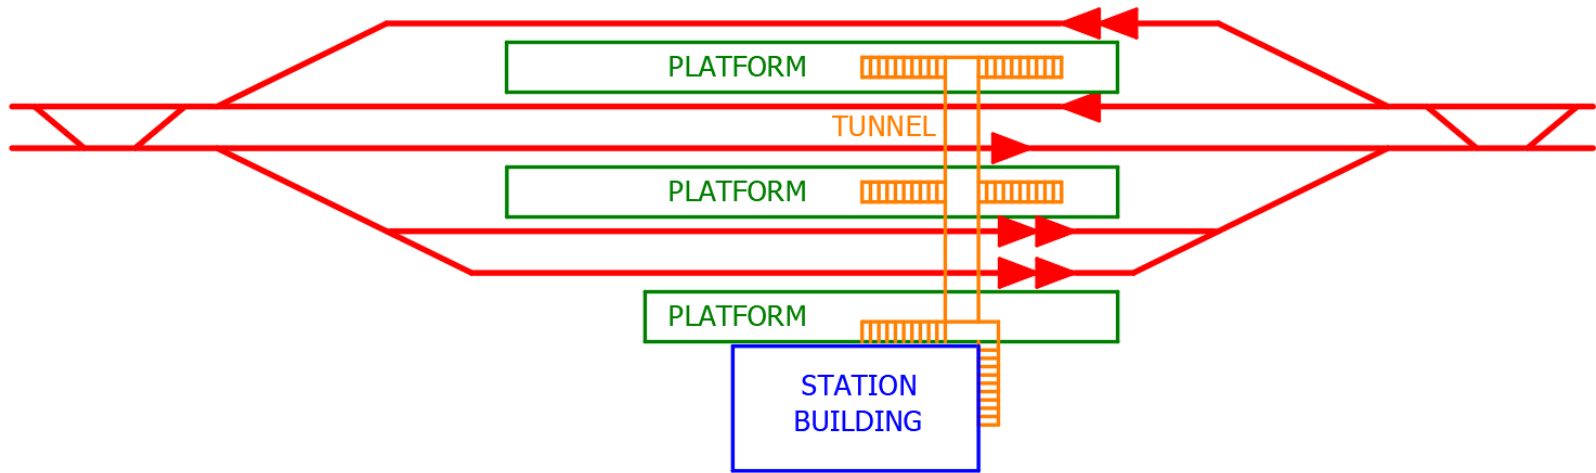 PLATFORM
TUNNEL
PLATFORM
PLATFORM
STATION
BUILDING